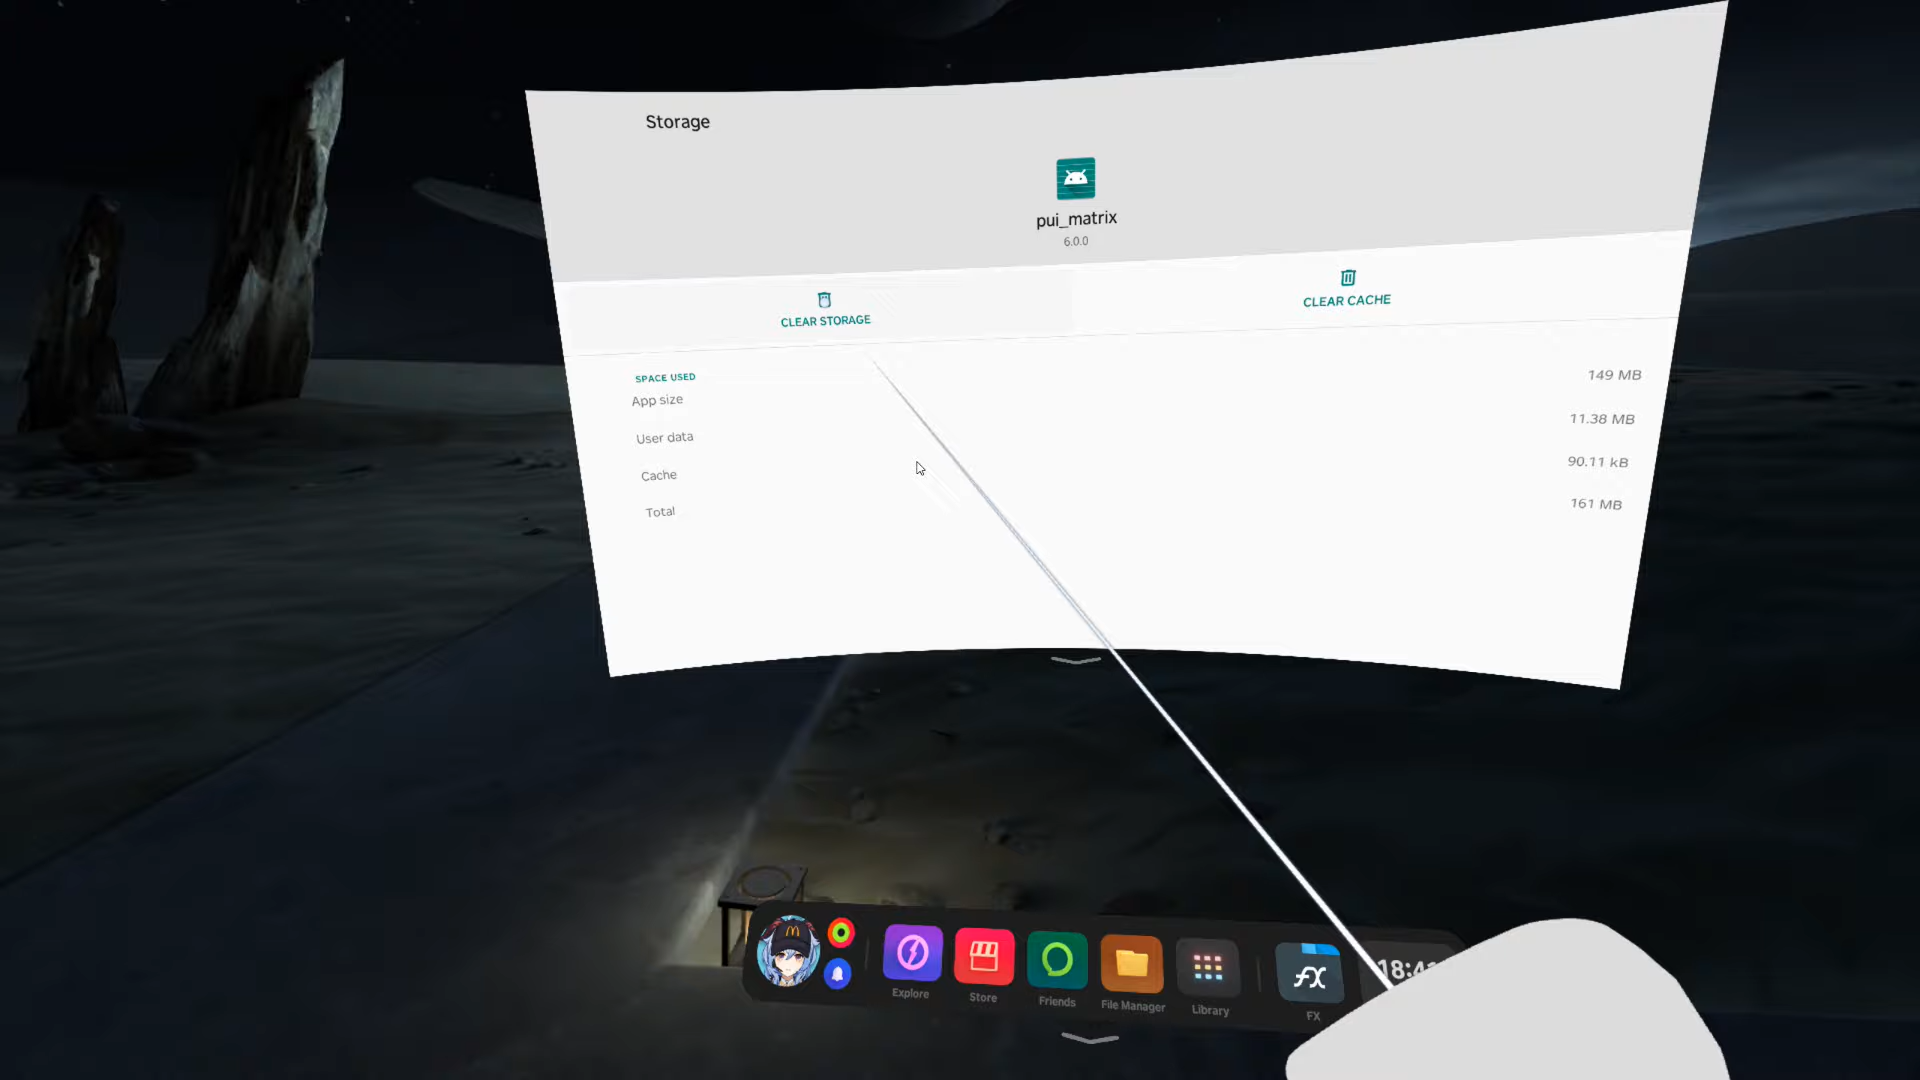 Storage
pui_matrix
6.0.0
CLEAR STORAGE
CLEAR CACHE
SPACE USED
App size
149 MB
User data
11.38 MB
Cache
90.11 kB
Total
161 MB
Explore
Store
Friends
File Manager
Library
FX
FX